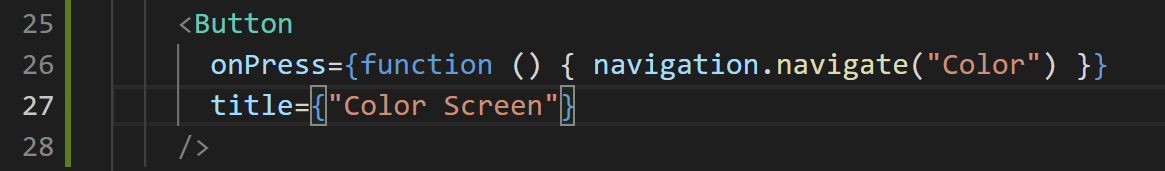 25 <Button
26 onPress={function () { navigation.navigate("Color") }}
27 title={"Color Screen"}
28 />